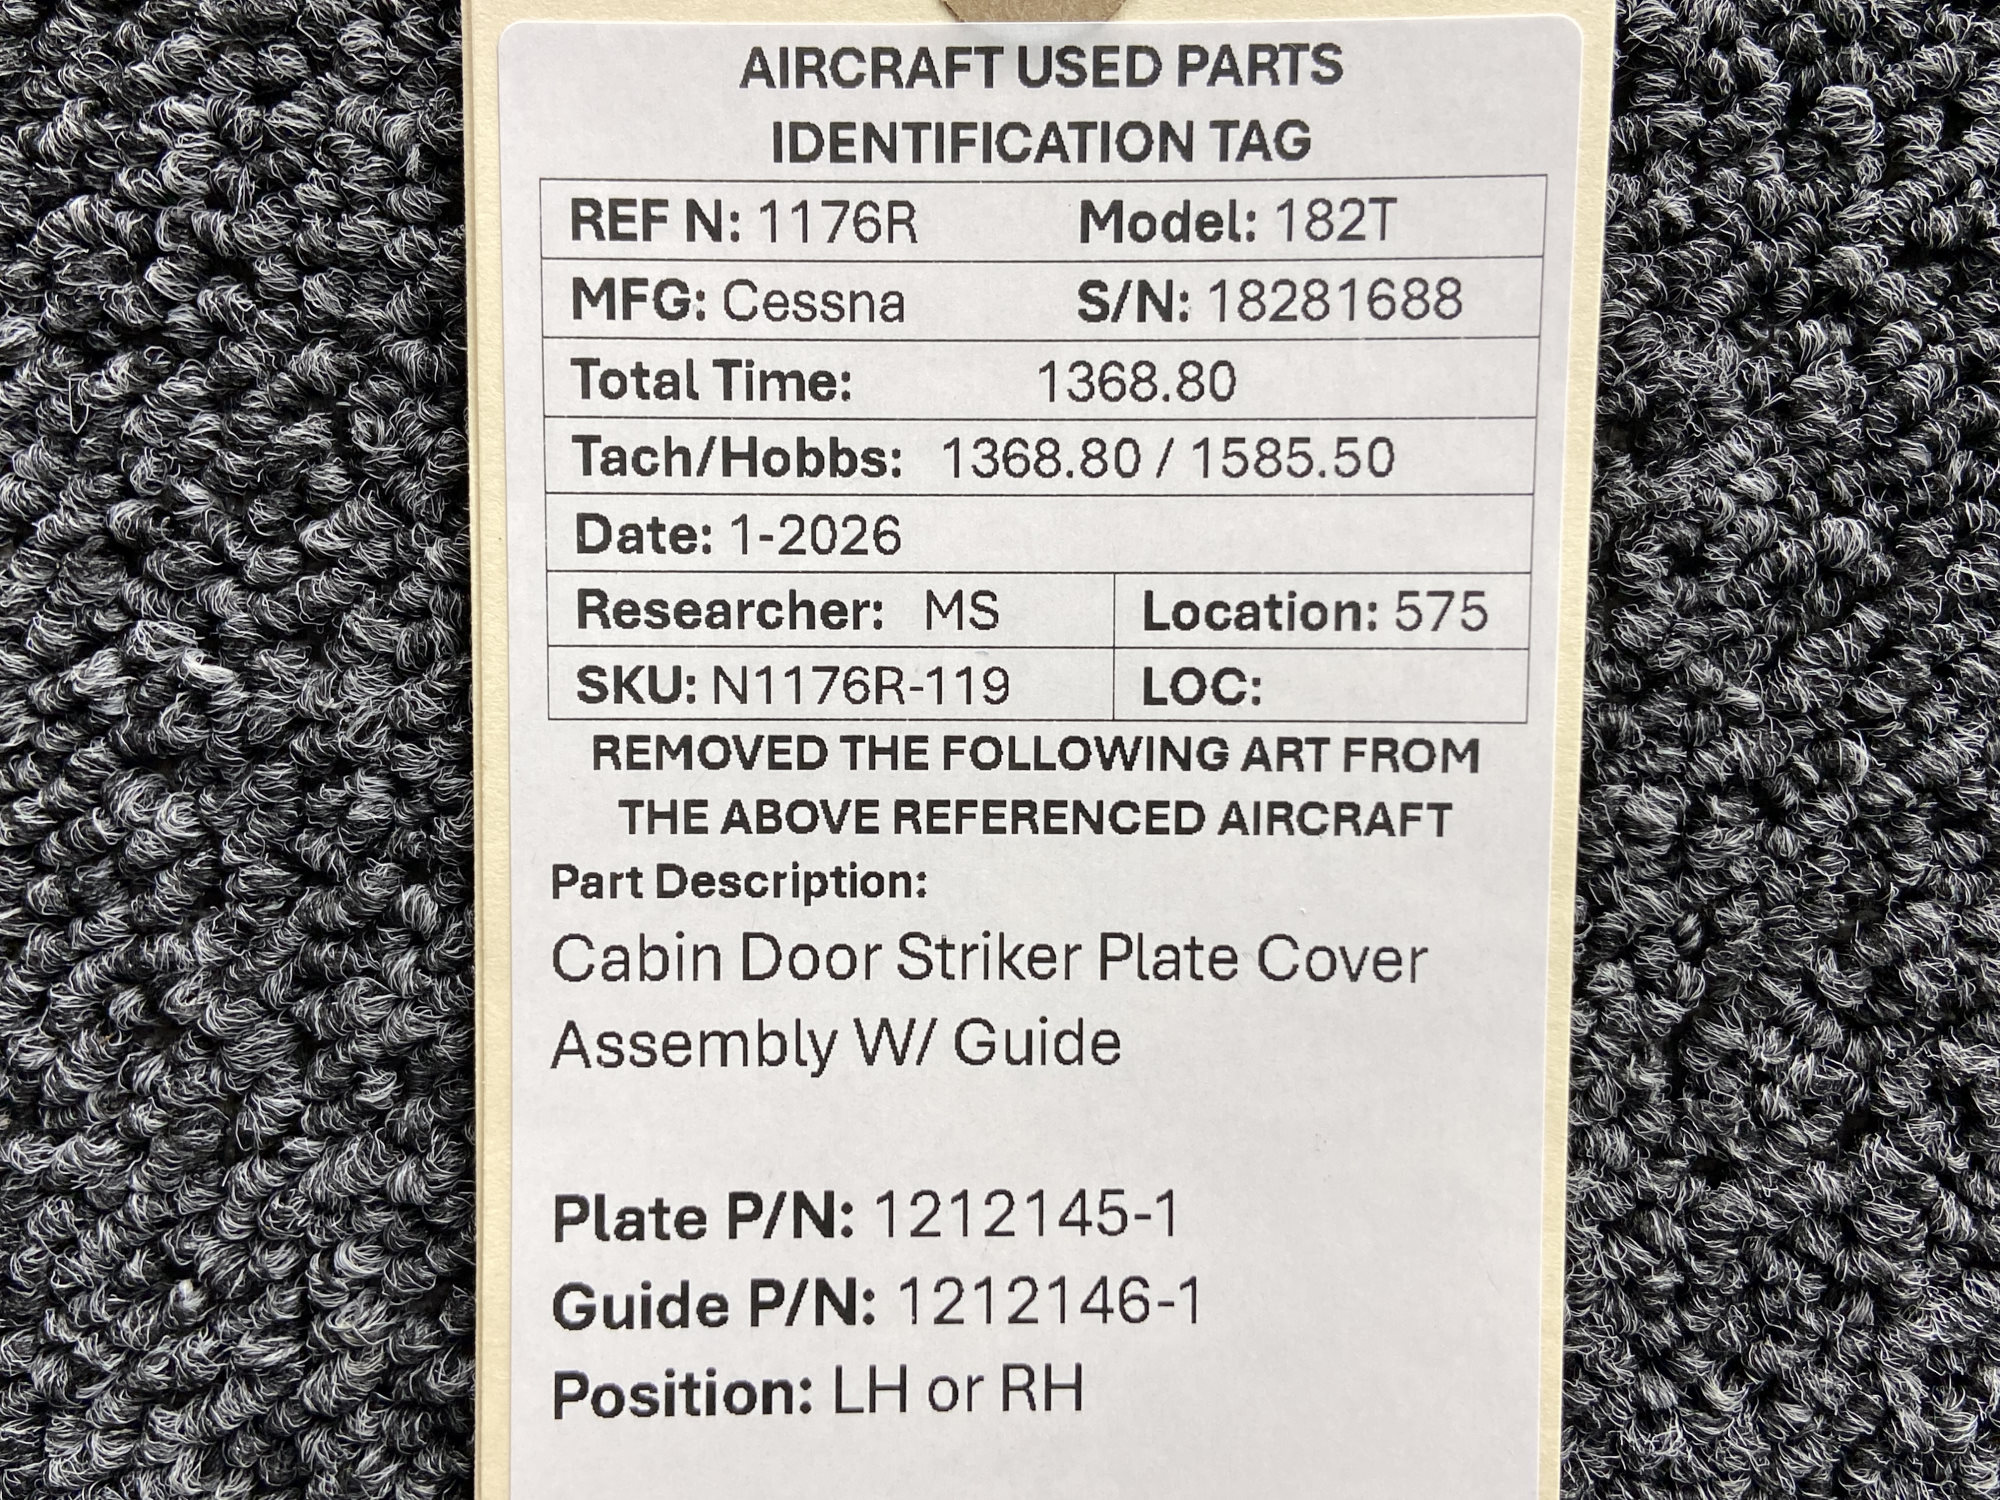 AIRCRAFT USED PARTS
IDENTIFICATION TAG
REF N: 1176R Model: 182T
MFG: Cessna S/N: 18281688
Total Time: 1368.80
Tach/Hobbs: 1368.80 / 1585.50
Date: 1-2026
Researcher: MS Location: 575
SKU: N1176R-119 LOC:
REMOVED THE FOLLOWING ART FROM
THE ABOVE REFERENCED AIRCRAFT
Part Description:
Cabin Door Striker Plate Cover
Assembly W/ Guide
Plate P/N: 1212145-1
Guide P/N: 1212146-1
Position: LH or RH